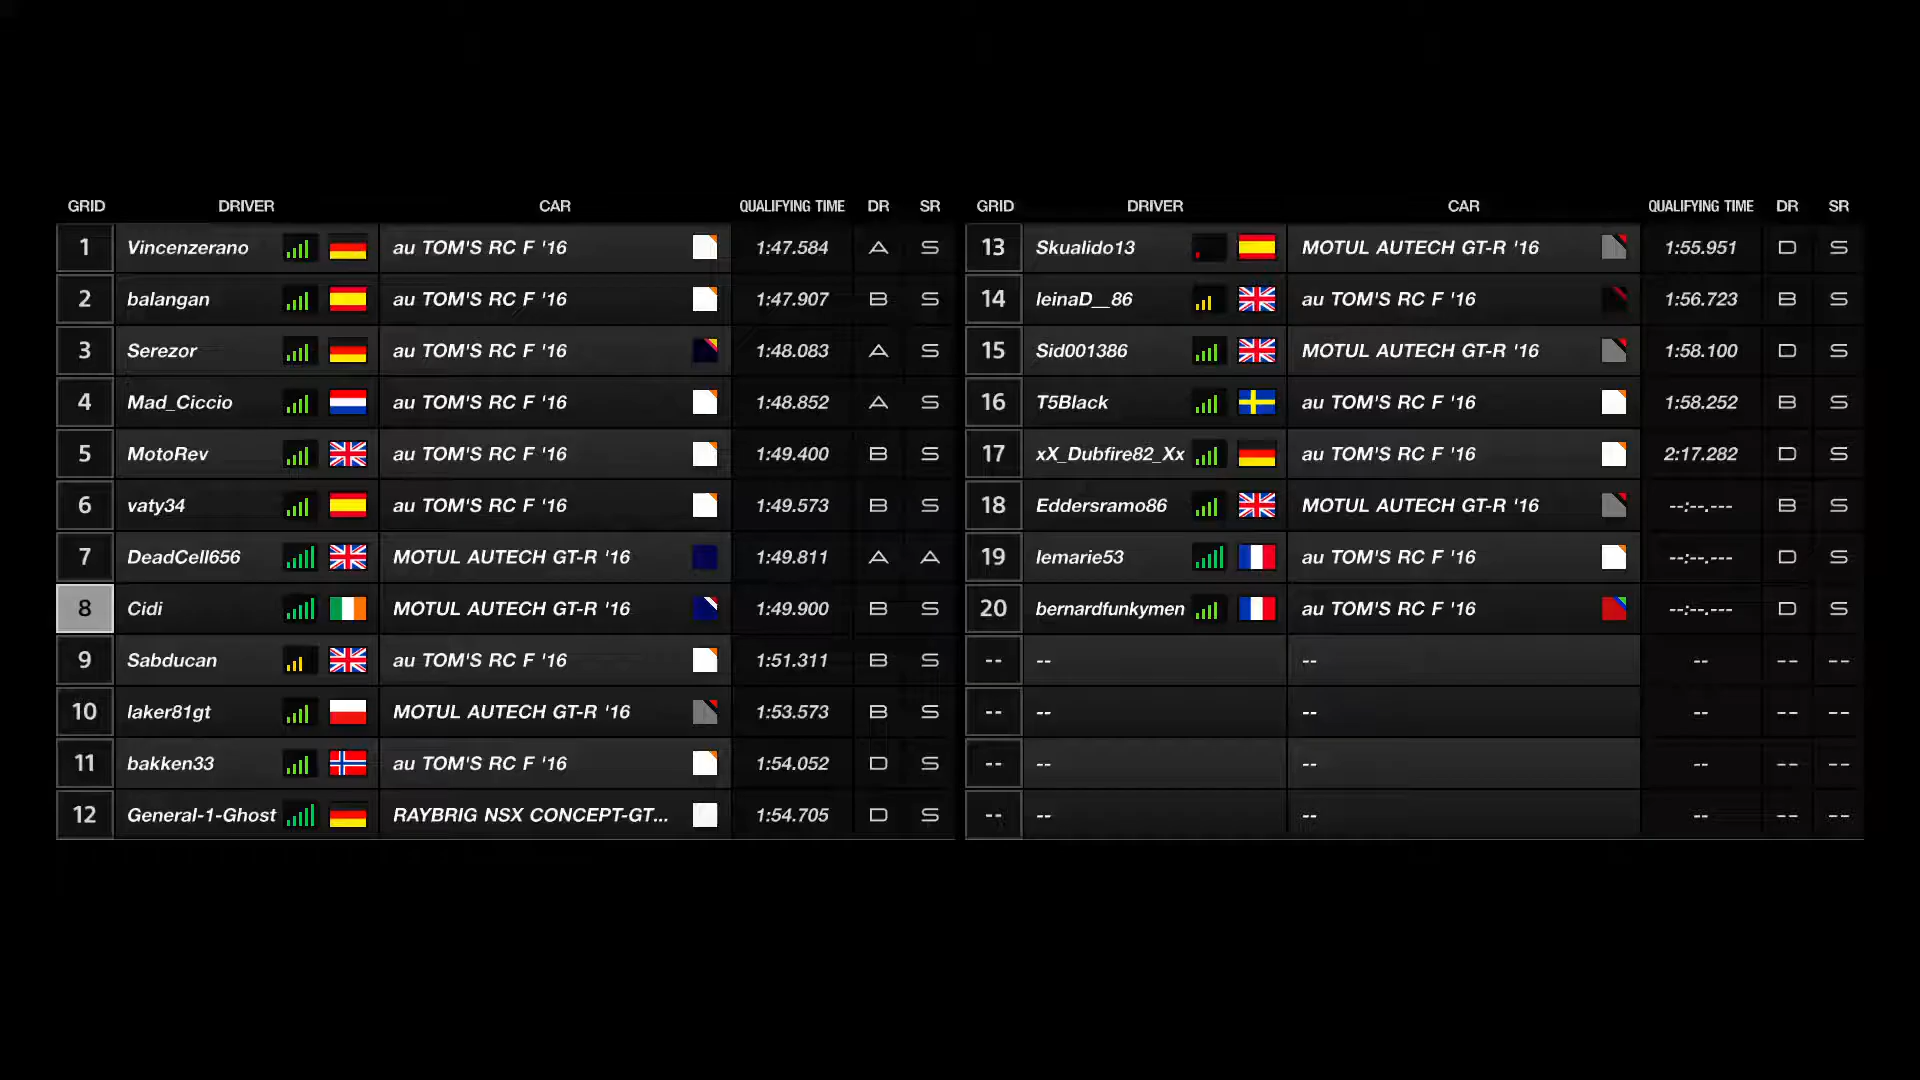 GRID DRIVER CAR QUALIFYING TIME DR SR
1 Vincenzerano au TOM'S RC F '16 1:47.584 A S
2 balangan au TOM'S RC F '16 1:47.907 B S
3 Serezor au TOM'S RC F '16 1:48.083 A S
4 Mad_Ciccio au TOM'S RC F '16 1:48.852 A S
5 MotoRev au TOM'S RC F '16 1:49.400 B S
6 vaty34 au TOM'S RC F '16 1:49.573 B S
7 DeadCell656 MOTUL AUTECH GT-R '16 1:49.811 A A
8 Cidi MOTUL AUTECH GT-R '16 1:49.900 B S
9 Sabducan au TOM'S RC F '16 1:51.311 B S
10 laker81gt MOTUL AUTECH GT-R '16 1:53.573 B S
11 bakken33 au TOM'S RC F '16 1:54.052 D S
12 General-1-Ghost RAYBRIG NSX CONCEPT-GT... 1:54.705 D S
GRID DRIVER CAR QUALIFYING TIME DR SR
13 Skualido13 MOTUL AUTECH GT-R '16 1:55.951 D S
14 leinaD__86 au TOM'S RC F '16 1:56.723 B S
15 Sid001386 MOTUL AUTECH GT-R '16 1:58.100 D S
16 T5Black au TOM'S RC F '16 1:58.252 B S
17 xX_Dubfire82_Xx au TOM'S RC F '16 2:17.282 D S
18 Eddersramo86 MOTUL AUTECH GT-R '16 --:--.--- B S
19 lemarie53 au TOM'S RC F '16 --:--.--- D S
20 bernardfunkymen au TOM'S RC F '16 --:--.--- D S
-- -- -- -- -- --
-- -- -- -- -- --
-- -- -- -- -- --
-- -- -- -- -- --